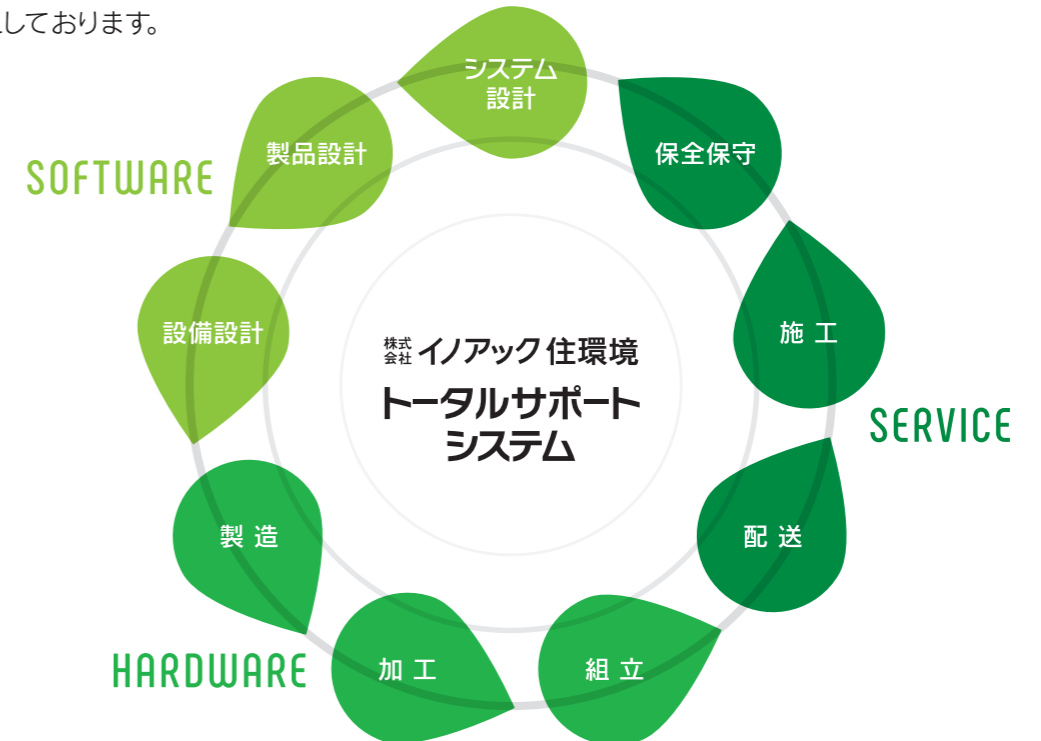 しております。
システム
設計
製品設計
保全保守
SOFTWARE
設備設計
施 工
株式
会社 イノアック 住環境
トータルサポート
システム
SERVICE
製 造
配 送
HARDWARE
加 工
組 立